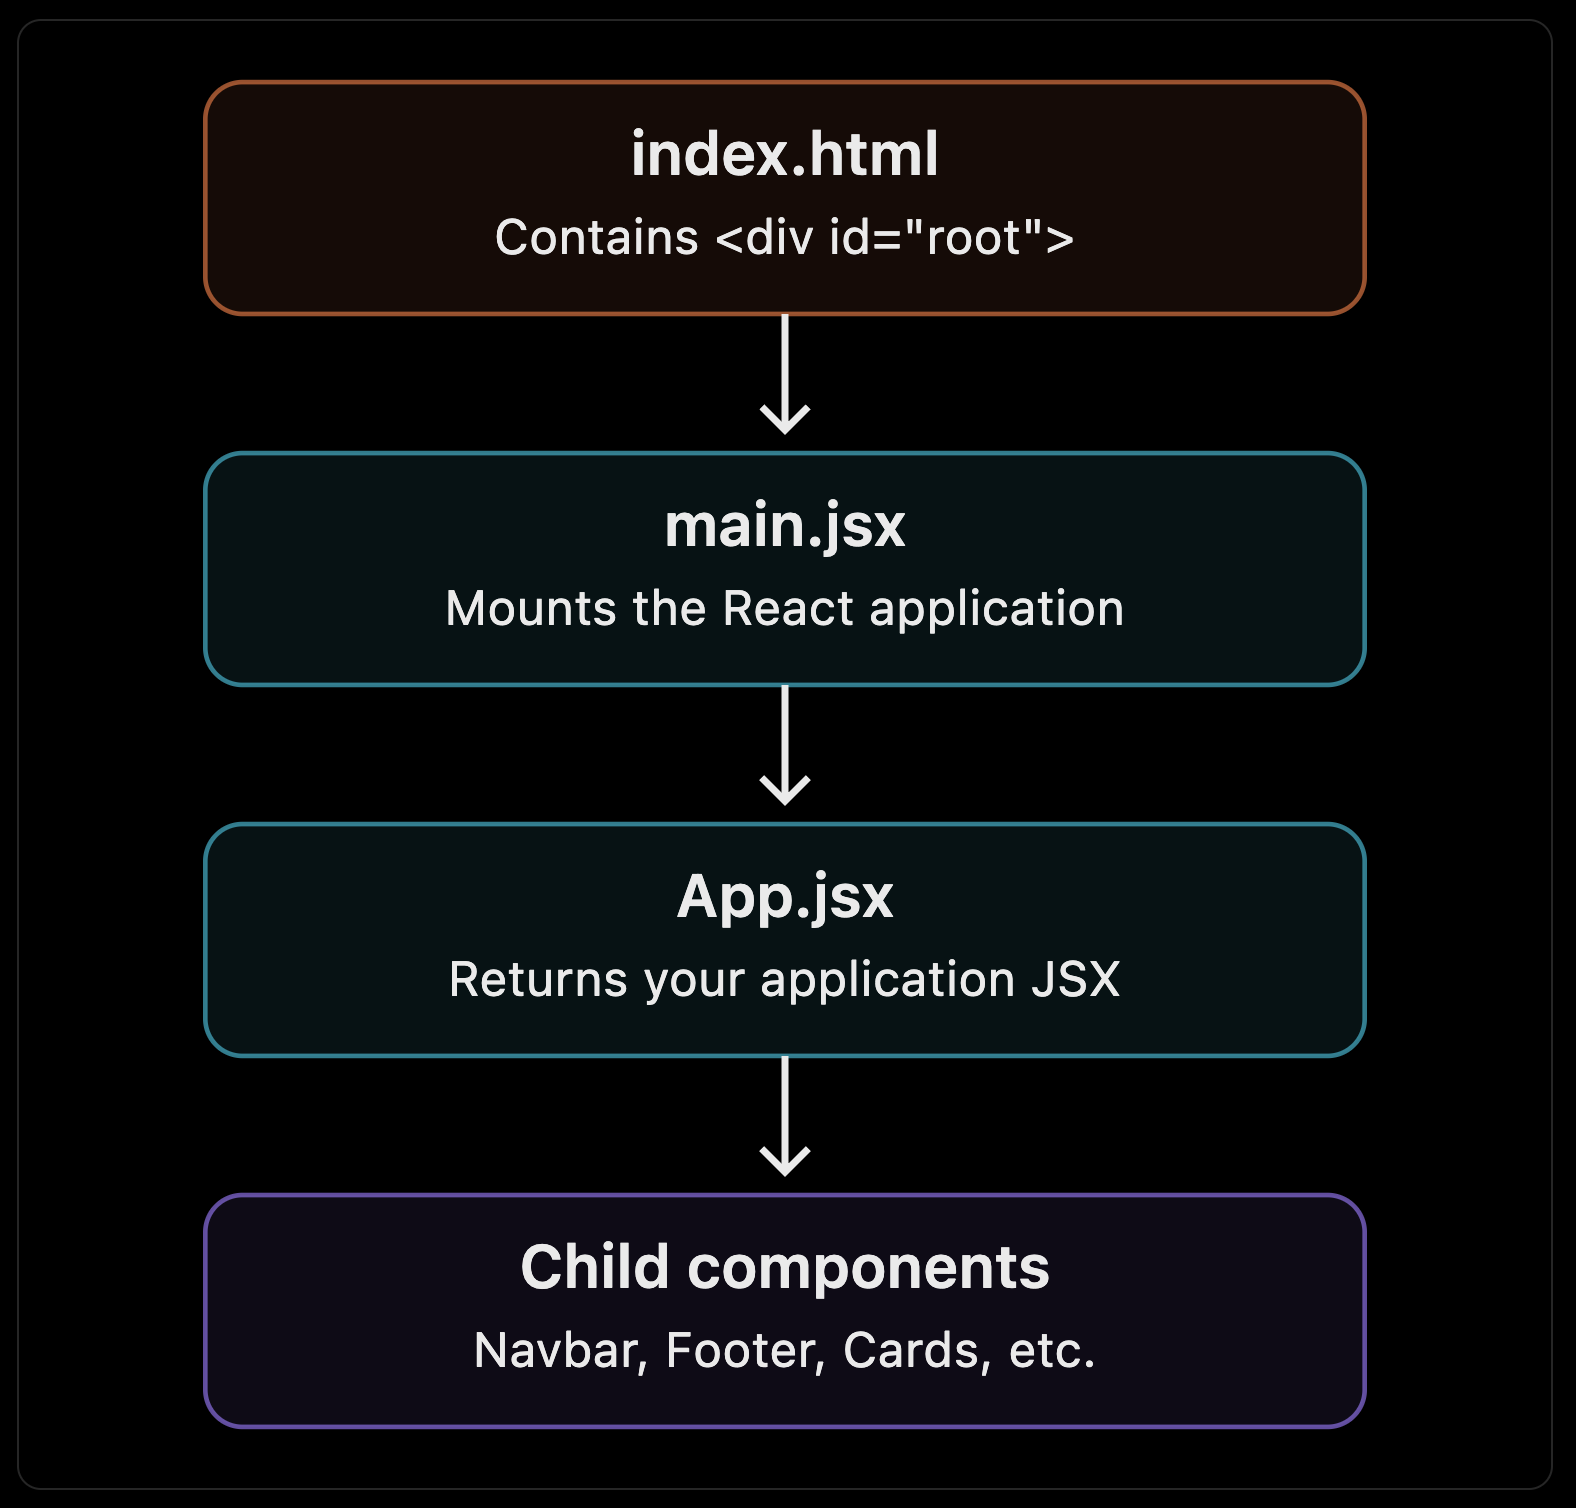 index.html
Contains <div id="root">
main.jsx
Mounts the React application
App.jsx
Returns your application JSX
Child components
Navbar, Footer, Cards, etc.